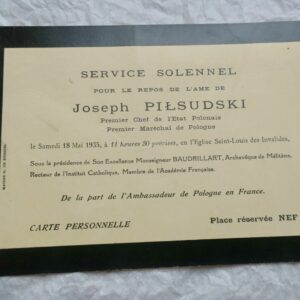 SERVICE SOLENNEL
POUR LE REPOS DE L'AME DE
Joseph PIŁSUDSKI
Premier Chef de l'Etat Polonais
Premier Maréchal de Pologne
le Samedi 18 Mai 1935, à 11 heures 30 précises, en l'Eglise Saint-Louis des Invalides,
Sous la présidence de Son Excellence Monseigneur BAUDRILLART, Archevêque de Mélitène,
Recteur de l'Institut Catholique, Membre de l'Académie Française.
De la part de l'Ambassadeur de Pologne en France.
CARTE PERSONNELLE
Place réservée NEF